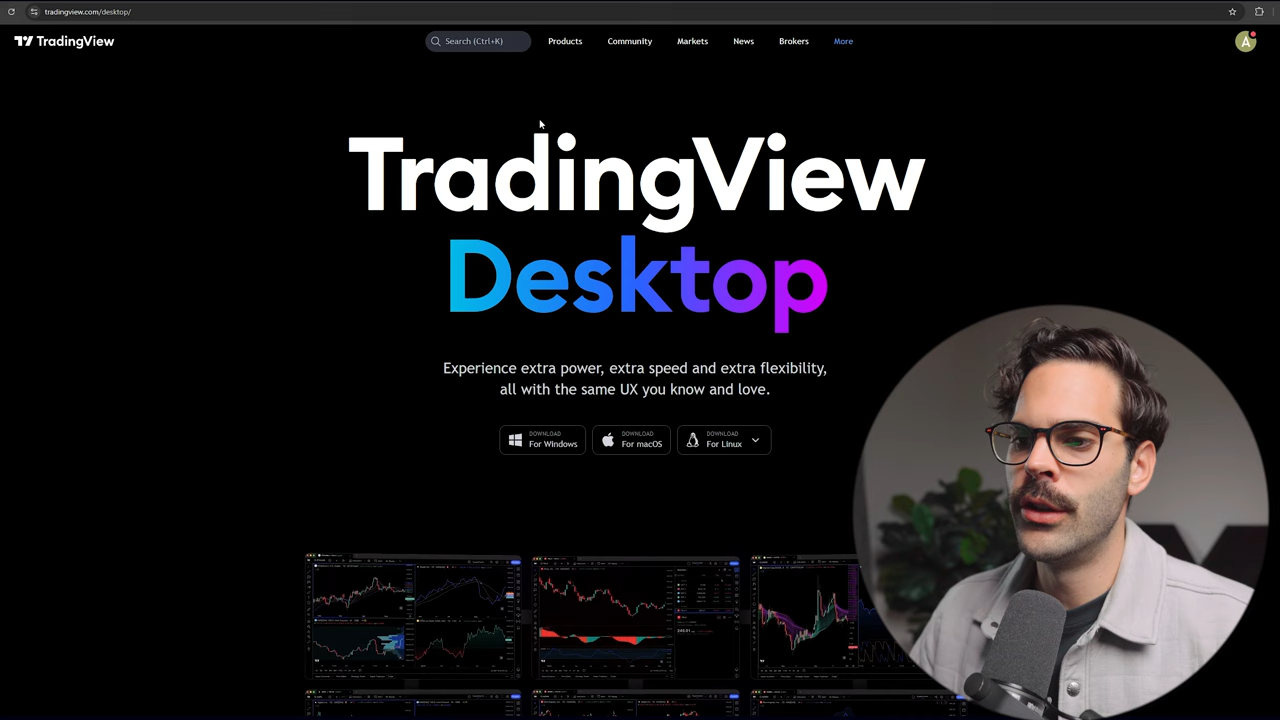 tradingview.com/desktop/
TradingView
Search (Ctrl+K)
Products
Community
Markets
News
Brokers
More
A
TradingView
Desktop
Experience extra power, extra speed and extra flexibility,
all with the same UX you know and love.
DOWNLOAD
For Windows
DOWNLOAD
For macOS
DOWNLOAD
For Linux